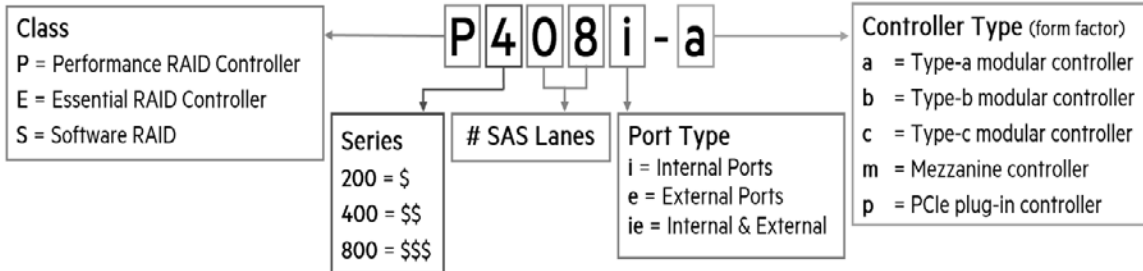 P408i-a
Class
P = Performance RAID Controller
E = Essential RAID Controller
S = Software RAID
Series
200 = $
400 = $$
800 = $$$
# SAS Lanes
Port Type
i = Internal Ports
e = External Ports
ie = Internal & External
Controller Type (form factor)
a = Type-a modular controller
b = Type-b modular controller
c = Type-c modular controller
m = Mezzanine controller
p = PCIe plug-in controller